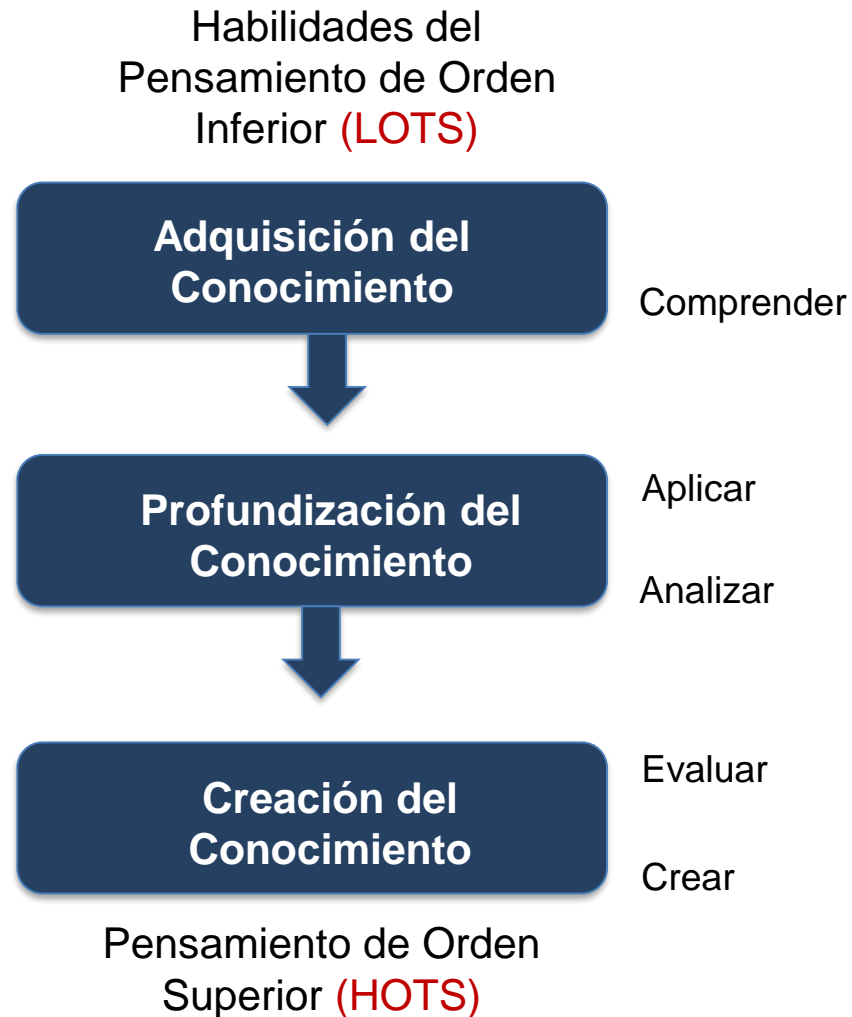 Habilidades del
Pensamiento de Orden
Inferior (LOTS)
Adquisición del
Conocimiento
Comprender
Profundización del
Conocimiento
Aplicar
Analizar
Creación del
Conocimiento
Evaluar
Crear
Pensamiento de Orden
Superior (HOTS)